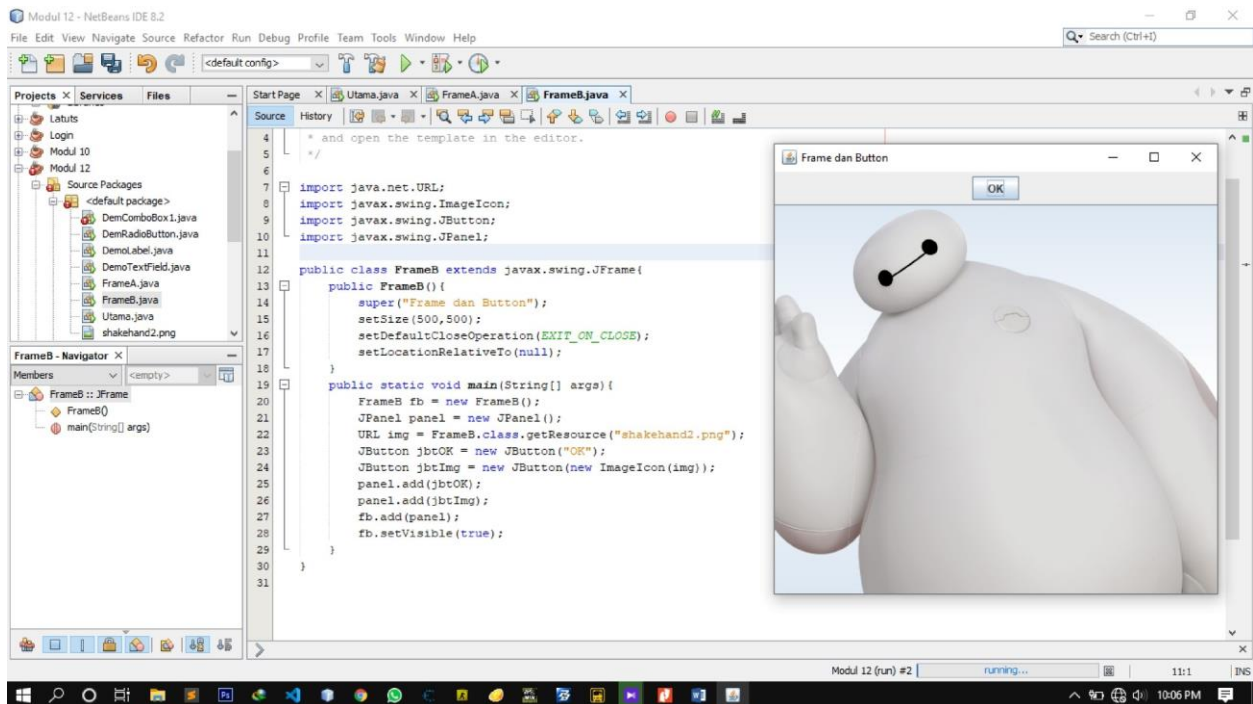 Modul 12 - NetBeans IDE 8.2
File Edit View Navigate Source Refactor Run Debug Profile Team Tools Window Help
Search (Ctrl+I)
<default config>
Projects Services Files
Latuts
Login
Modul 10
Modul 12
Source Packages
<default package>
DemComboBox1.java
DemRadioButton.java
DemoLabel.java
DemoTextField.java
FrameA.java
FrameB.java
Utama.java
shakehand2.png
FrameB - Navigator
Members <empty>
FrameB :: JFrame
FrameB()
main(String[] args)
Start Page Utama.java FrameA.java FrameB.java
Source History
4 * and open the template in the editor.
5 */
6
7 import java.net.URL;
8 import javax.swing.ImageIcon;
9 import javax.swing.JButton;
10 import javax.swing.JPanel;
11
12 public class FrameB extends javax.swing.JFrame{
13 public FrameB(){
14 super("Frame dan Button");
15 setSize(500,500);
16 setDefaultCloseOperation(EXIT_ON_CLOSE);
17 setLocationRelativeTo(null);
18 }
19 public static void main(String[] args){
20 FrameB fb = new FrameB();
21 JPanel panel = new JPanel();
22 URL img = FrameB.class.getResource("shakehand2.png");
23 JButton jbtOK = new JButton("OK");
24 JButton jbtImg = new JButton(new ImageIcon(img));
25 panel.add(jbtOK);
26 panel.add(jbtImg);
27 fb.add(panel);
28 fb.setVisible(true);
29 }
30 }
31
Frame dan Button
OK
Modul 12 (run) #2 running... 11:1 INS
10:06 PM